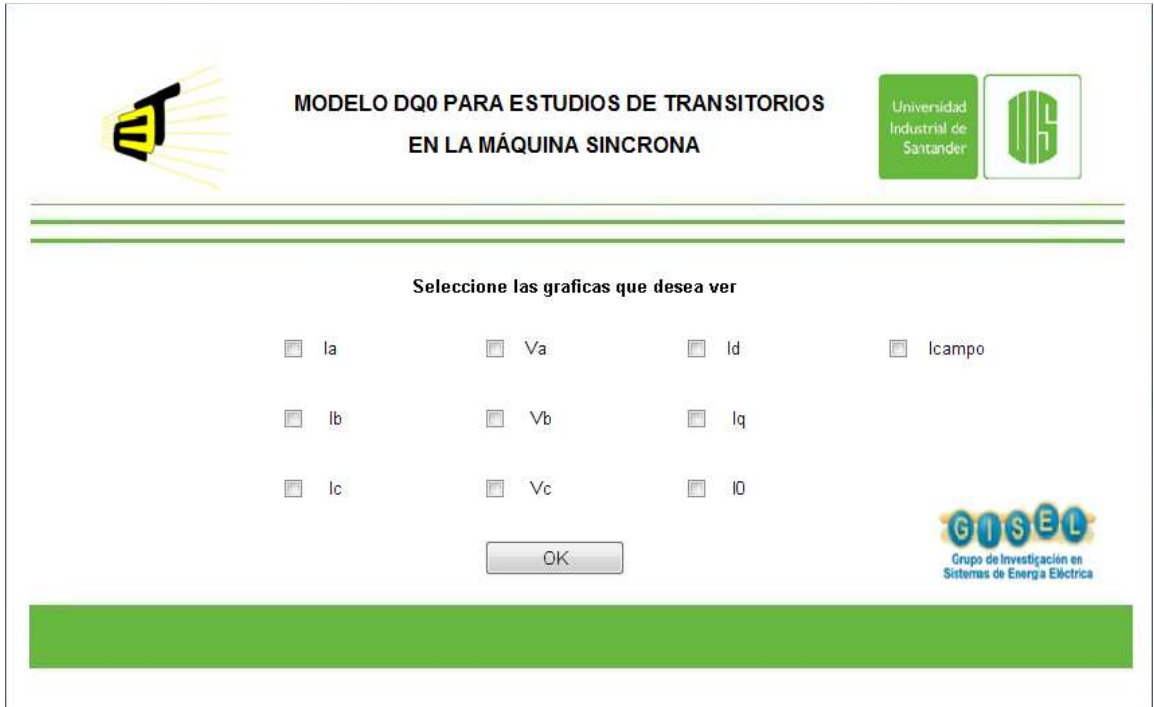 MODELO DQ0 PARA ESTUDIOS DE TRANSITORIOS
EN LA MÁQUINA SINCRONA
Universidad
Industrial de
Santander
UIS
Seleccione las graficas que desea ver
Ia Va Id Icampo
Ib Vb Iq
Ic Vc I0
OK
GISEL
Grupo de Investigación en
Sistemas de Energía Eléctrica